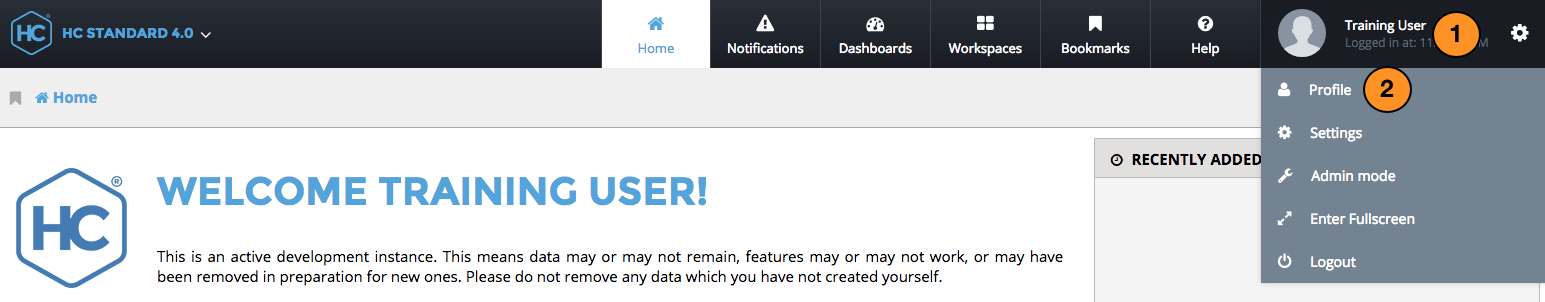 HC
HC STANDARD 4.0
Home
Notifications
Dashboards
Workspaces
Bookmarks
Help
Training User
Logged in at: 11
M
1
Home
Profile
2
Settings
Admin mode
Enter Fullscreen
Logout
RECENTLY ADDED
HC®
WELCOME TRAINING USER!
This is an active development instance. This means data may or may not remain, features may or may not work, or may have
been removed in preparation for new ones. Please do not remove any data which you have not created yourself.